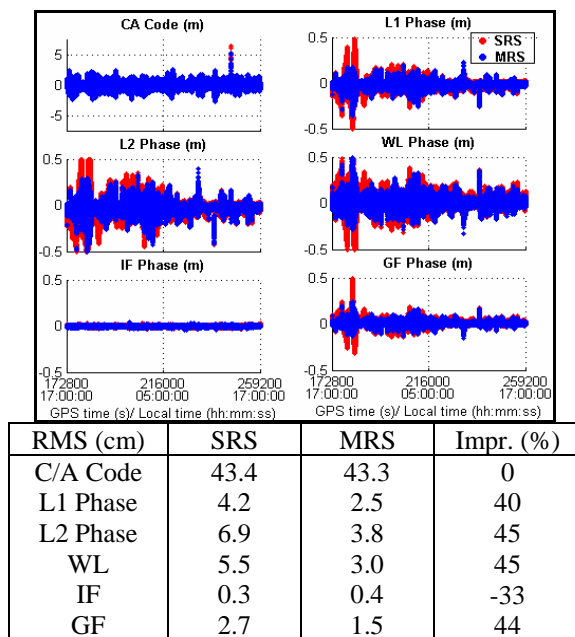 CA Code (m)
5
0
-5
L1 Phase (m)
0.5
0
-0.5
SRS
MRS
L2 Phase (m)
0.5
0
-0.5
WL Phase (m)
0.5
0
-0.5
IF Phase (m)
0.5
0
-0.5
172800 216000 259200
17:00:00 05:00:00 17:00:00
GPS time (s)/ Local time (hh:mm:ss)
GF Phase (m)
0.5
0
-0.5
172800 216000 259200
17:00:00 05:00:00 17:00:00
GPS time (s)/ Local time (hh:mm:ss)
RMS (cm) SRS MRS Impr. (%)
C/A Code 43.4 43.3 0
L1 Phase 4.2 2.5 40
L2 Phase 6.9 3.8 45
WL 5.5 3.0 45
IF 0.3 0.4 -33
GF 2.7 1.5 44